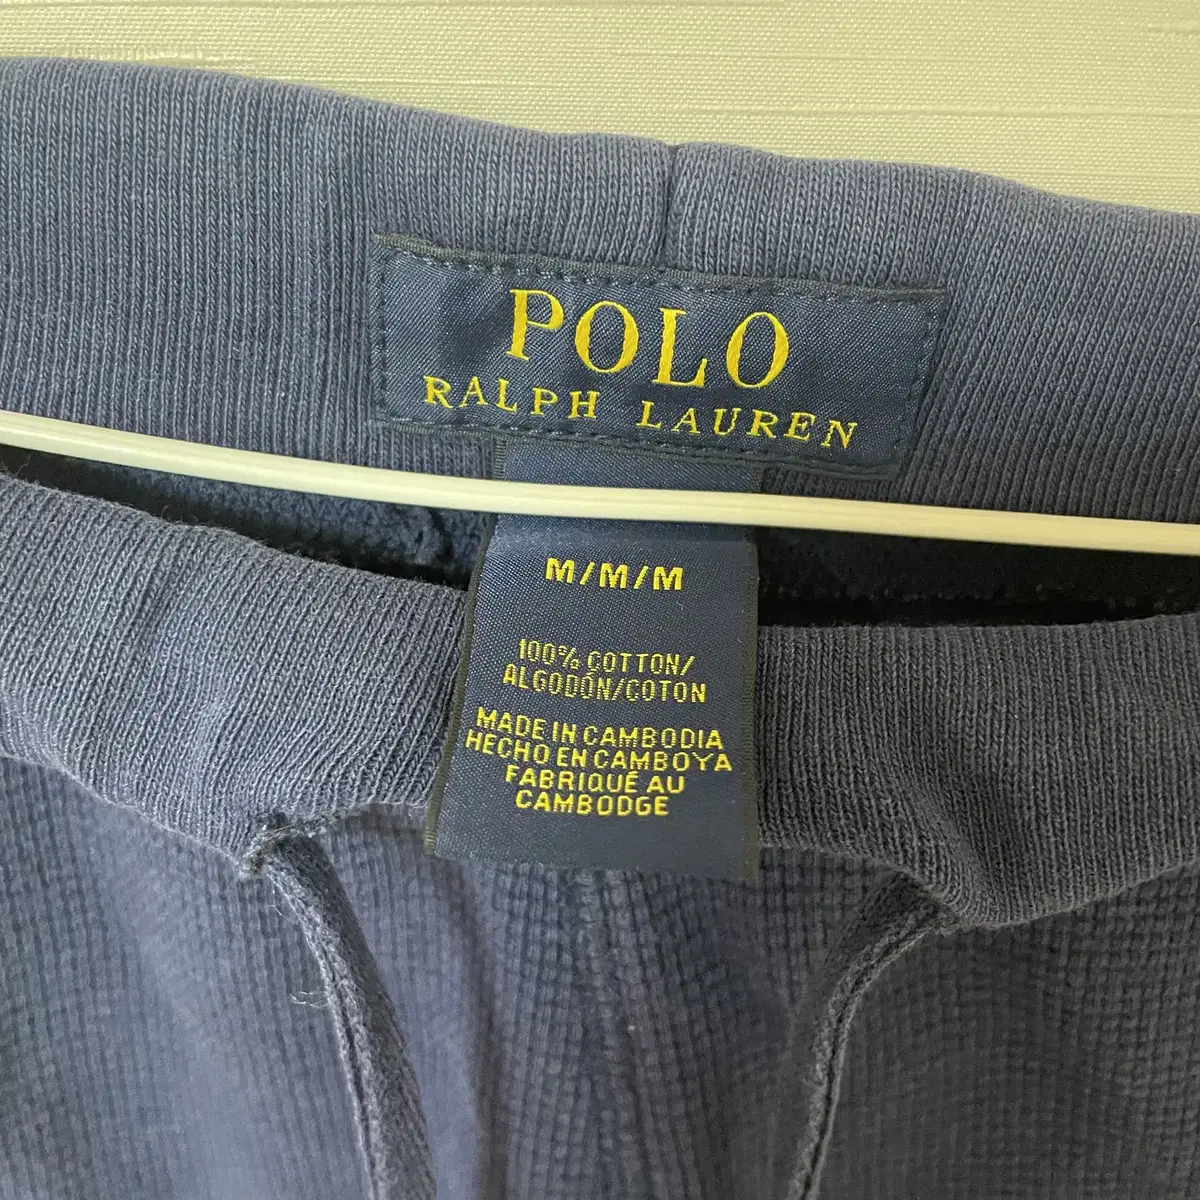 POLO
RALPH LAUREN
M/M/M
100% COTTON/
ALGODÓN/COTON
MADE IN CAMBODIA
HECHO EN CAMBOYA
FABRIQUÉ AU
CAMBODGE